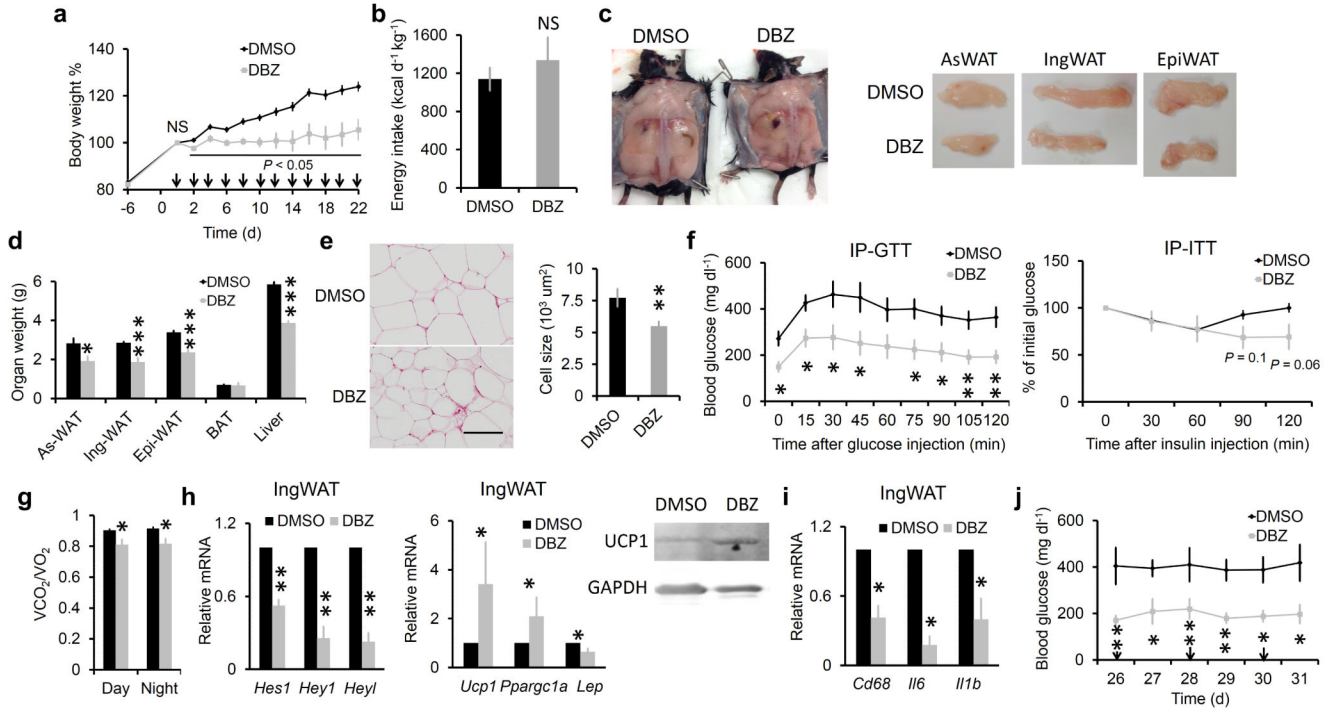 a
Body weight %
140
120
100
80
DMSO
DBZ
NS
P < 0.05
-6
0
2
6
10
14
18
22
Time (d)
b
Energy intake (kcal d⁻¹ kg⁻¹)
1600
1200
800
400
0
NS
DMSO
DBZ
c
DMSO
DBZ
AsWAT
IngWAT
EpiWAT
DMSO
DBZ
d
Organ weight (g)
6
4
2
0
DMSO
DBZ
*
***
***
***
As-WAT
Ing-WAT
Epi-WAT
BAT
Liver
e
DMSO
DBZ
Cell size (10³ um²)
10
7.5
5
2.5
0
**
DMSO
DBZ
f
IP-GTT
Blood glucose (mg dl⁻¹)
600
400
200
0
DMSO
DBZ
* * * * * * ** **
0 15 30 45 60 75 90 105 120
Time after glucose injection (min)
IP-ITT
% of initial glucose
150
100
50
0
DMSO
DBZ
P = 0.1
P = 0.06
0 30 60 90 120
Time after insulin injection (min)
g
VCO₂/VO₂
1
0.8
0.6
0.4
0.2
0
DMSO
DBZ
* *
Day Night
h
IngWAT
Relative mRNA
1.2
0.6
0
DMSO
DBZ
** ** **
Hes1 Hey1 Heyl
IngWAT
Relative mRNA
6
4
2
0
DMSO
DBZ
* * *
Ucp1 Ppargc1a Lep
DMSO
DBZ
UCP1
GAPDH
i
IngWAT
Relative mRNA
1.2
0.6
0
DMSO
DBZ
* * *
Cd68 Il6 Il1b
j
Blood glucose (mg dl⁻¹)
600
400
200
0
DMSO
DBZ
** * ** ** * *
26 27 28 29 30 31
Time (d)